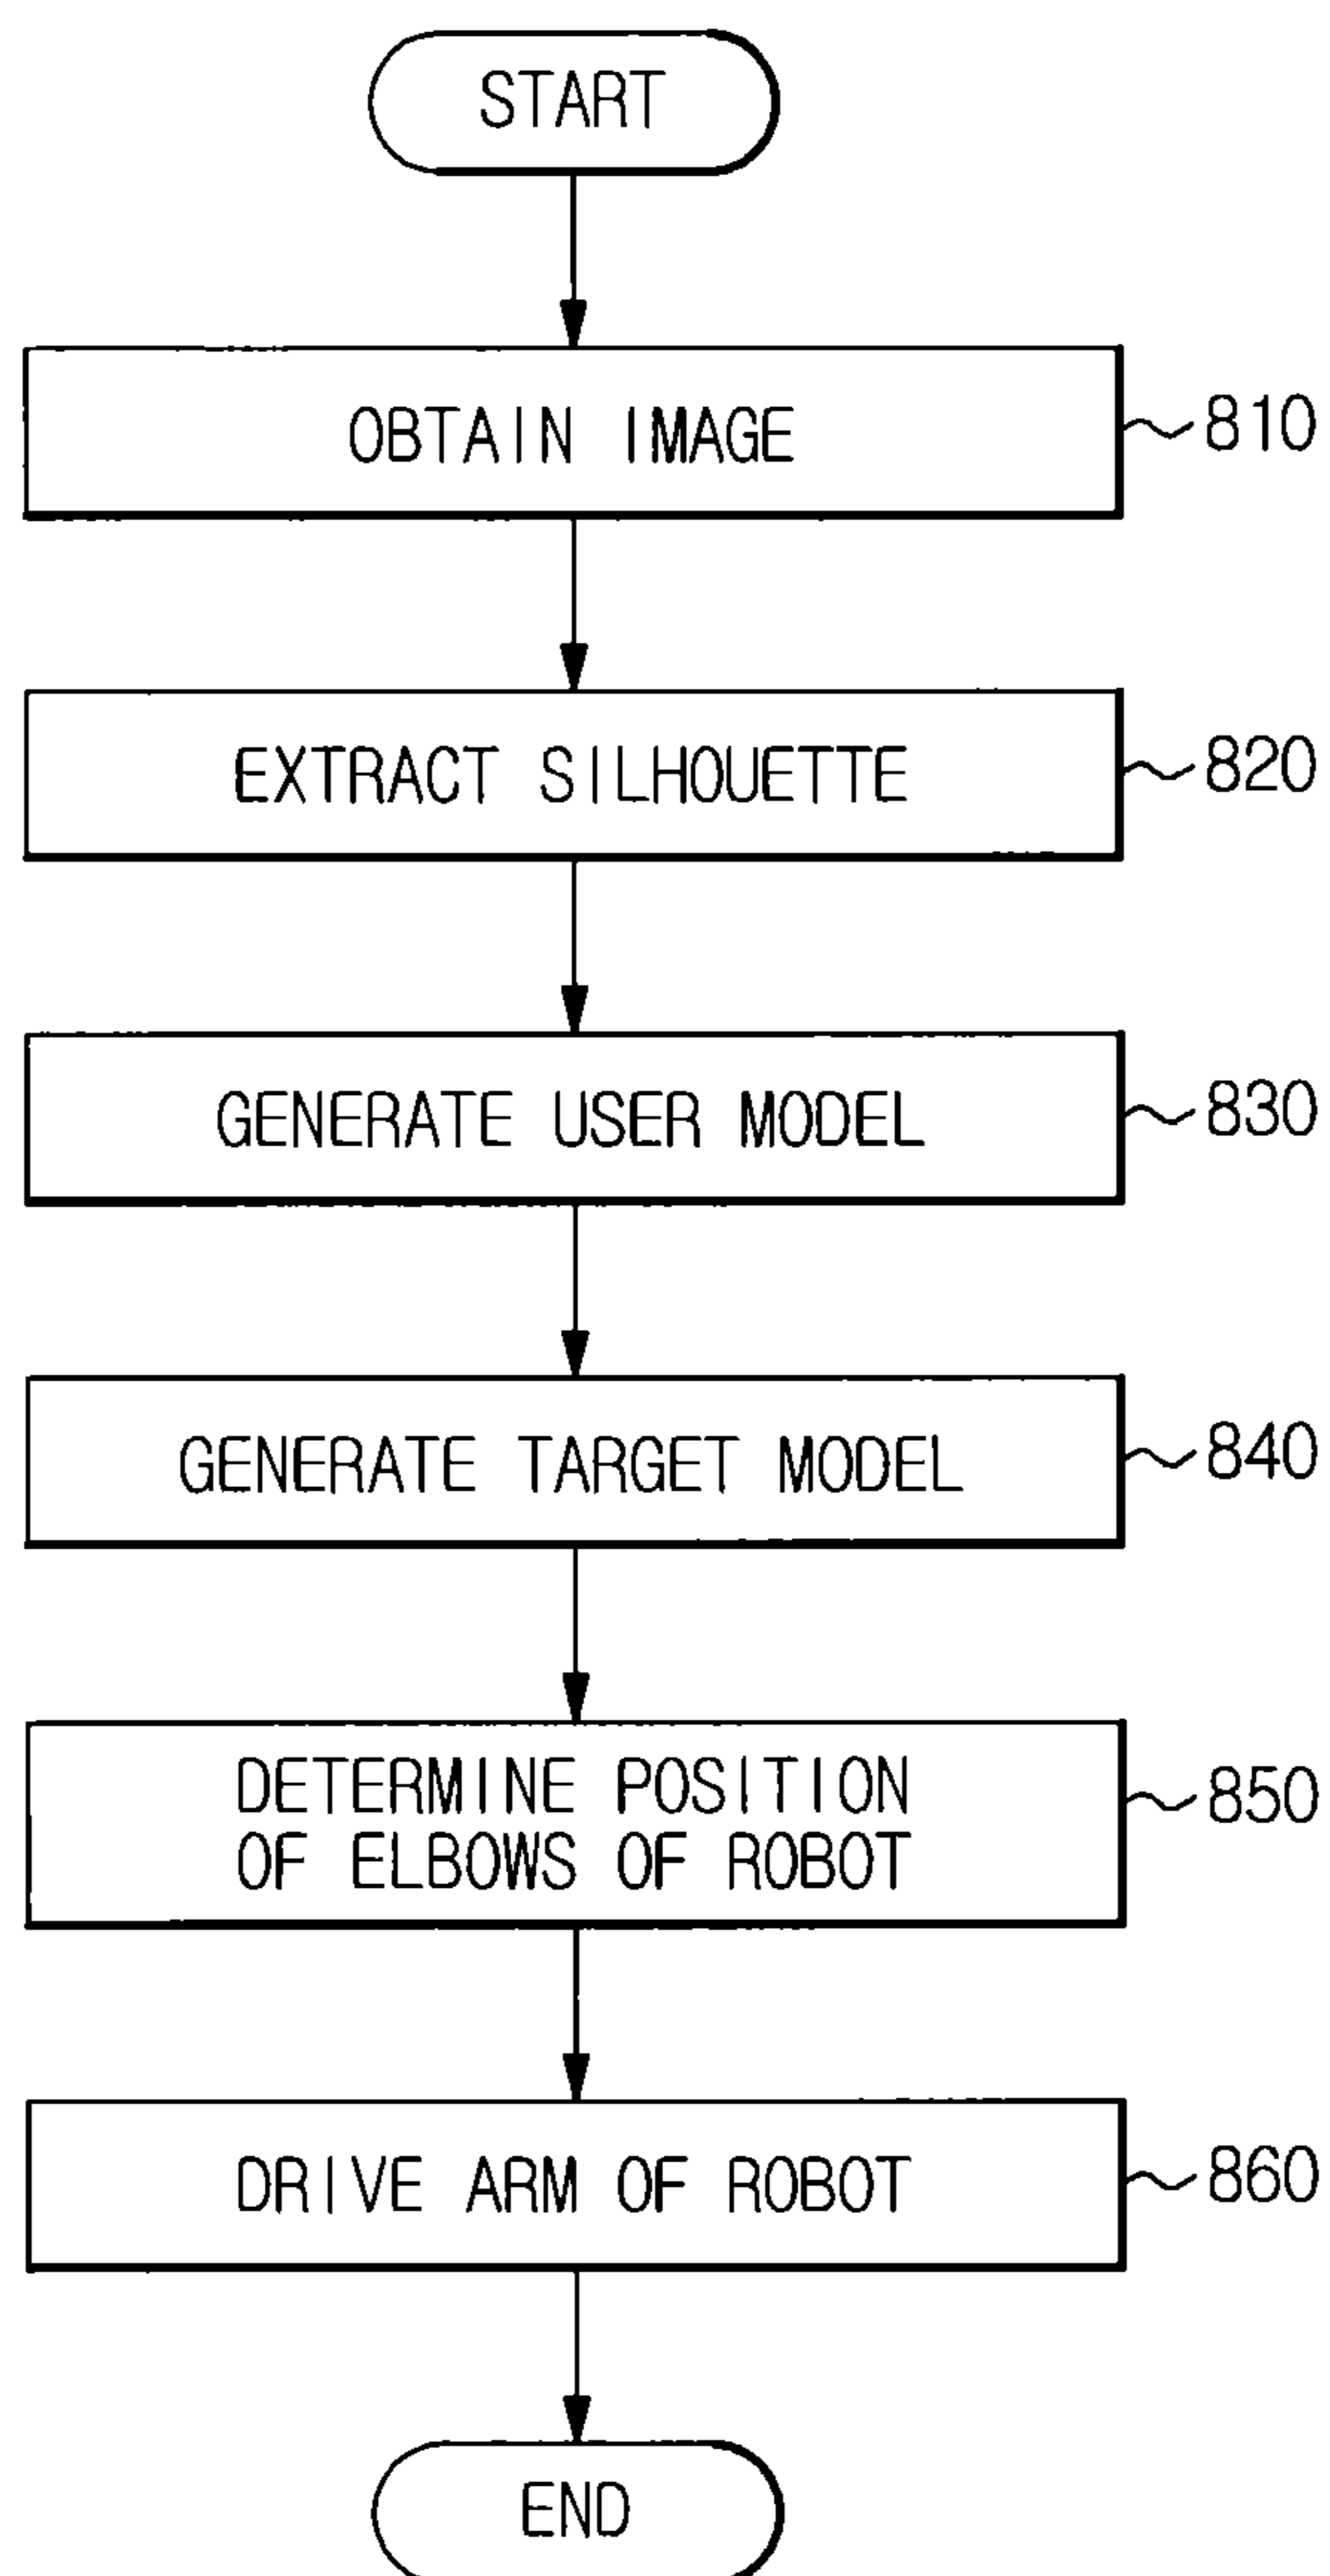 START
OBTAIN IMAGE
810
EXTRACT SILHOUETTE
820
GENERATE USER MODEL
830
GENERATE TARGET MODEL
840
DETERMINE POSITION
OF ELBOWS OF ROBOT
850
DRIVE ARM OF ROBOT
860
END